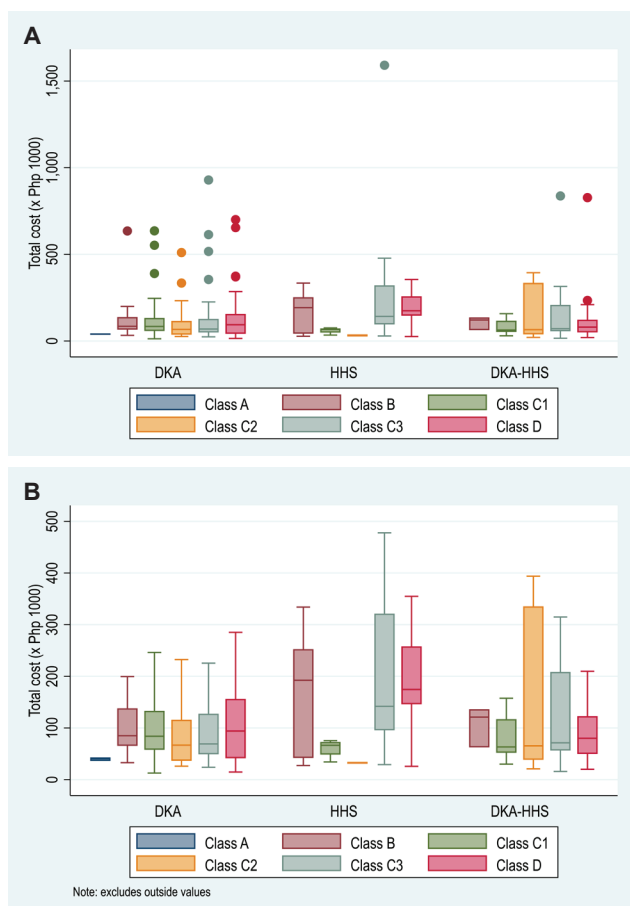 A
Total cost (x Php 1000)
1,500
1,000
500
0
DKA HHS DKA-HHS
Class A Class B Class C1
Class C2 Class C3 Class D
B
Total cost (x Php 1000)
500
400
300
200
100
0
DKA HHS DKA-HHS
Class A Class B Class C1
Class C2 Class C3 Class D
Note: excludes outside values